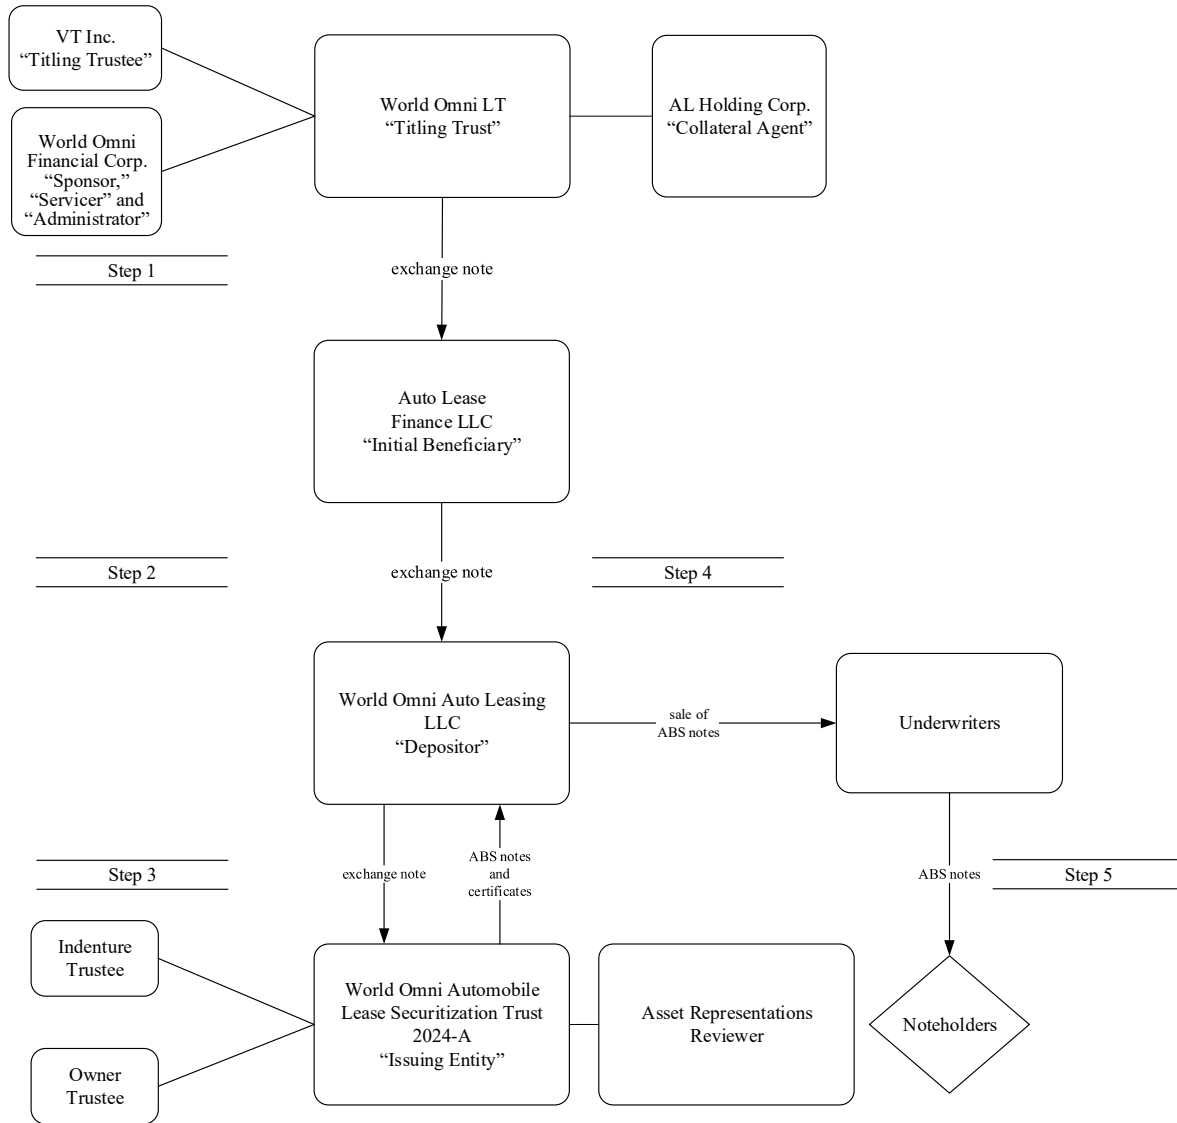 VT Inc.
“Titling Trustee”
World Omni
Financial Corp.
“Sponsor,”
“Servicer” and
“Administrator”
World Omni LT
“Titling Trust”
AL Holding Corp.
“Collateral Agent”
Step 1
exchange note
Auto Lease
Finance LLC
“Initial Beneficiary”
Step 2
exchange note
Step 4
World Omni Auto Leasing
LLC
“Depositor”
sale of
ABS notes
Underwriters
Step 3
exchange note
ABS notes
and
certificates
ABS notes
Step 5
Indenture
Trustee
Owner
Trustee
World Omni Automobile
Lease Securitization Trust
2024-A
“Issuing Entity”
Asset Representations
Reviewer
Noteholders